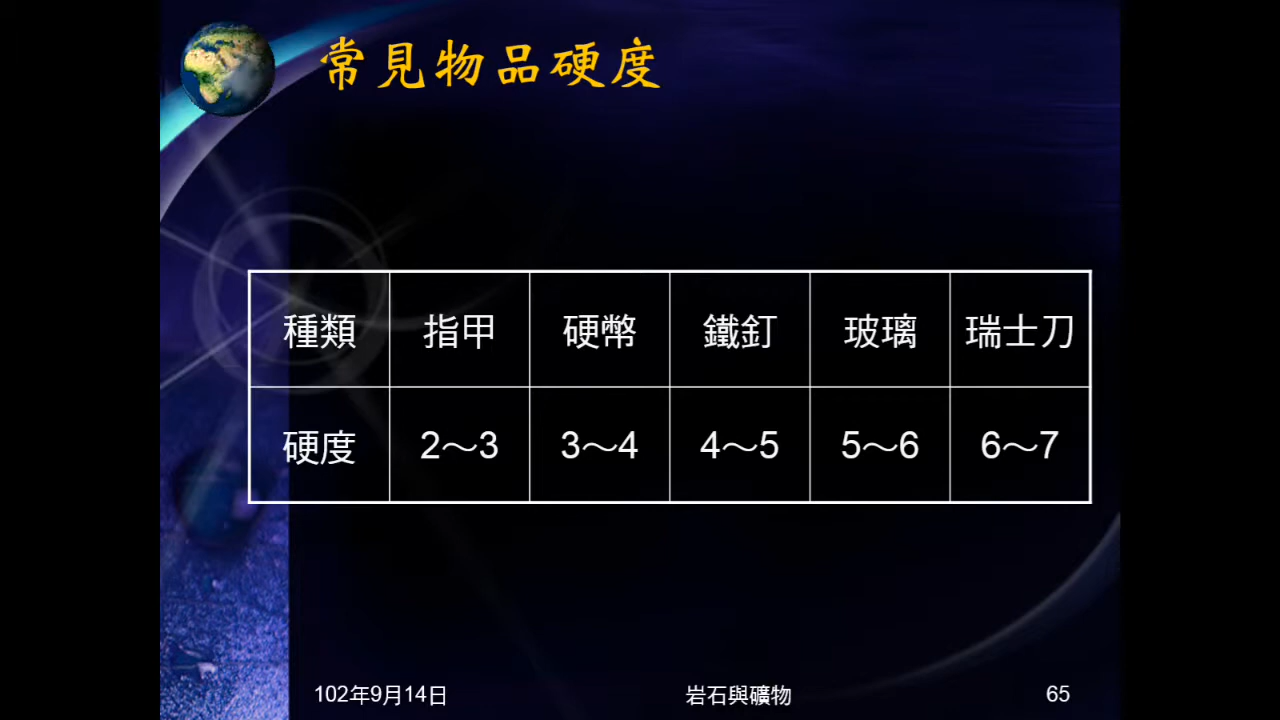 常見物品硬度
種類 指甲 硬幣 鐵釘 玻璃 瑞士刀
硬度 2～3 3～4 4～5 5～6 6～7
102年9月14日 岩石與礦物 65